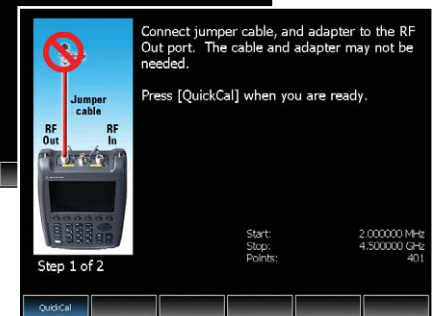 Connect jumper cable, and adapter to the RF
Out port. The cable and adapter may not be
needed.
Press [QuickCal] when you are ready.
Jumper
cable
RF
Out
RF
In
Step 1 of 2
Start: 2.000000 MHz
Stop: 4.500000 GHz
Points: 401
QuickCal